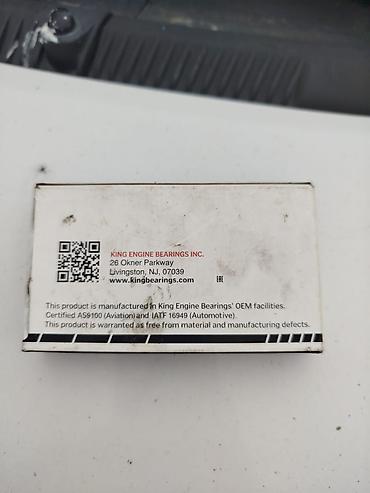 KING ENGINE BEARINGS INC.
26 Okner Parkway
Livingston, NJ, 07039
www.kingbearings.com
EAC
This product is manufactured in King Engine Bearings' OEM facilities.
Certified AS9100 (Aviation) and IATF 16949 (Automotive).
This product is warranted as free from material and manufacturing defects.